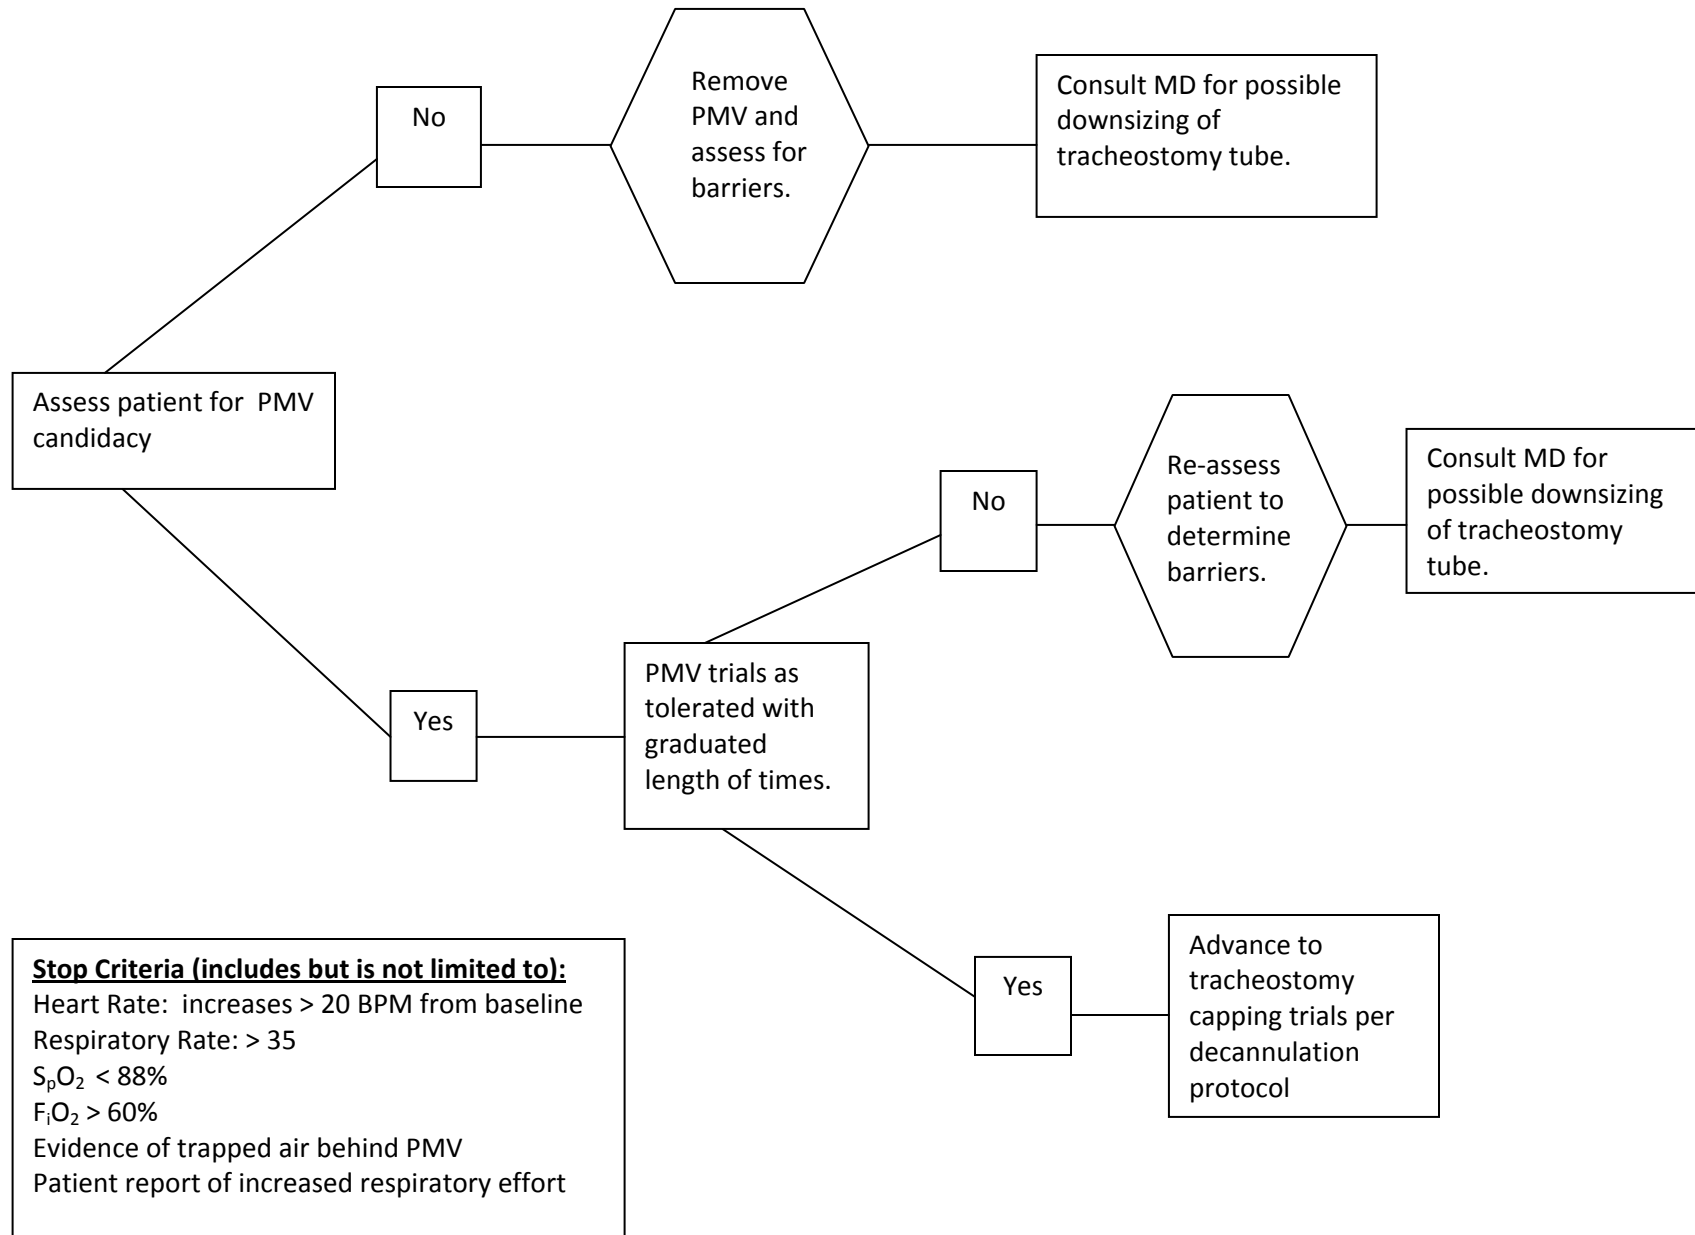 No
Remove
PMV and
assess for
barriers.
Consult MD for possible
downsizing of
tracheostomy tube.
Assess patient for  PMV
candidacy
No
Re-assess
patient to
determine
barriers.
Consult MD for
possible downsizing
of tracheostomy
tube.
Yes
PMV trials as
tolerated with
graduated
length of times.
Yes
Advance to
tracheostomy
capping trials per
decannulation
protocol
Stop Criteria (includes but is not limited to):
Heart Rate:  increases > 20 BPM from baseline
Respiratory Rate: > 35
SpO2 < 88%
FiO2 > 60%
Evidence of trapped air behind PMV
Patient report of increased respiratory effort